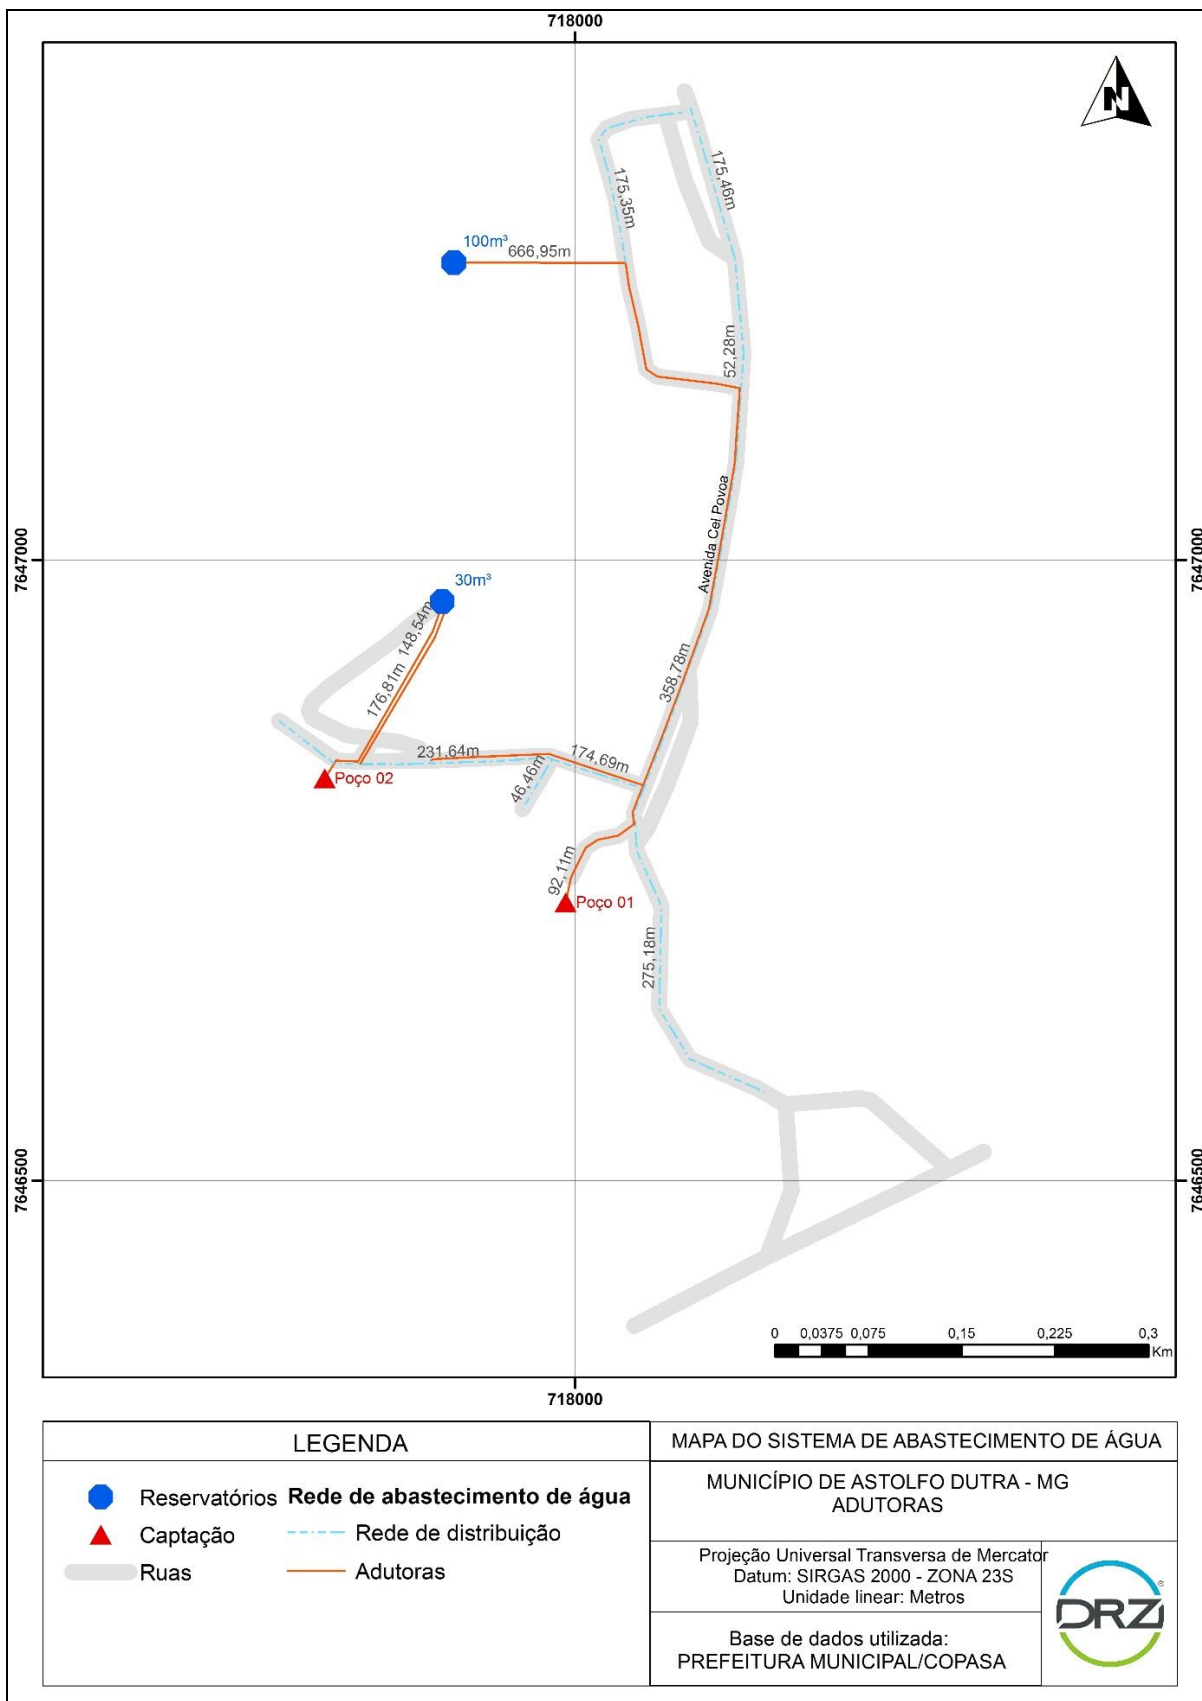 718000
N
175,46m
175,35m
100m³
666,95m
52,28m
Avenida Cel Povoa
7647000
7647000
30m³
148,54m
176,81m
358,78m
231,64m
174,69m
46,46m
Poço 02
92,11m
Poço 01
275,18m
7646500
7646500
0 0,0375 0,075 0,15 0,225 0,3
Km
718000
LEGENDA
Reservatórios
Captação
Ruas
Rede de abastecimento de água
Rede de distribuição
Adutoras
MAPA DO SISTEMA DE ABASTECIMENTO DE ÁGUA
MUNICÍPIO DE ASTOLFO DUTRA - MG
ADUTORAS
Projeção Universal Transversa de Mercator
Datum: SIRGAS 2000 - ZONA 23S
Unidade linear: Metros
Base de dados utilizada:
PREFEITURA MUNICIPAL/COPASA
DRZ
®